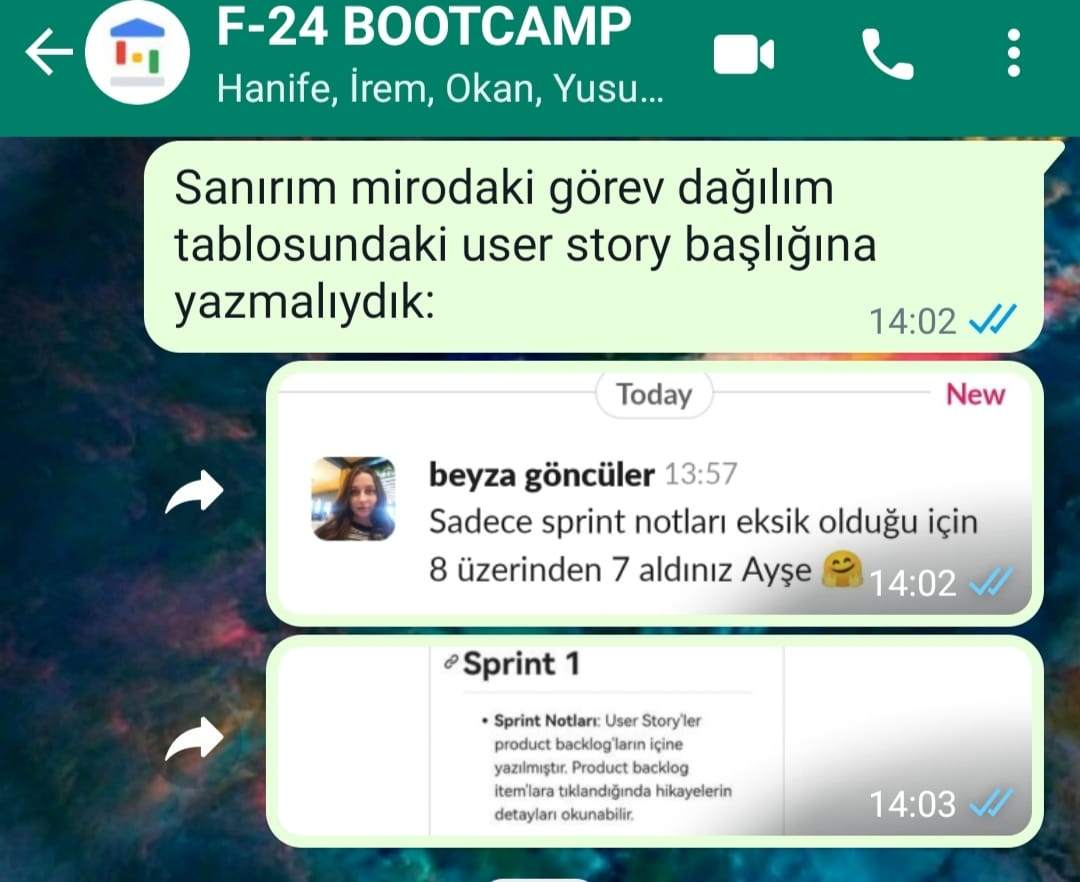 F-24 BOOTCAMP
Hanife, İrem, Okan, Yusu...
Sanırım mirodaki görev dağılım
tablosundaki user story başlığına
yazmalıydık:
14:02
Today
New
beyza göncüler 13:57
Sadece sprint notları eksik olduğu için
8 üzerinden 7 aldınız Ayşe 🤗
14:02
Sprint 1
• Sprint Notları: User Story'ler
product backlog'ların içine
yazılmıştır. Product backlog
item'lara tıklandığında hikayelerin
detayları okunabilir.
14:03